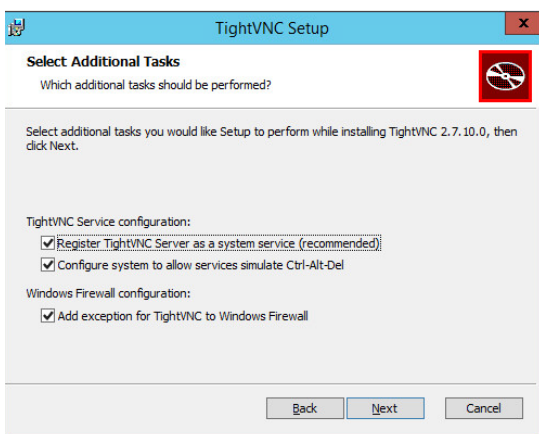 TightVNC Setup
x
Select Additional Tasks
Which additional tasks should be performed?
Select additional tasks you would like Setup to perform while installing TightVNC 2.7.10.0, then
click Next.
TightVNC Service configuration:
Register TightVNC Server as a system service (recommended)
Configure system to allow services simulate Ctrl-Alt-Del
Windows Firewall configuration:
Add exception for TightVNC to Windows Firewall
Back Next Cancel